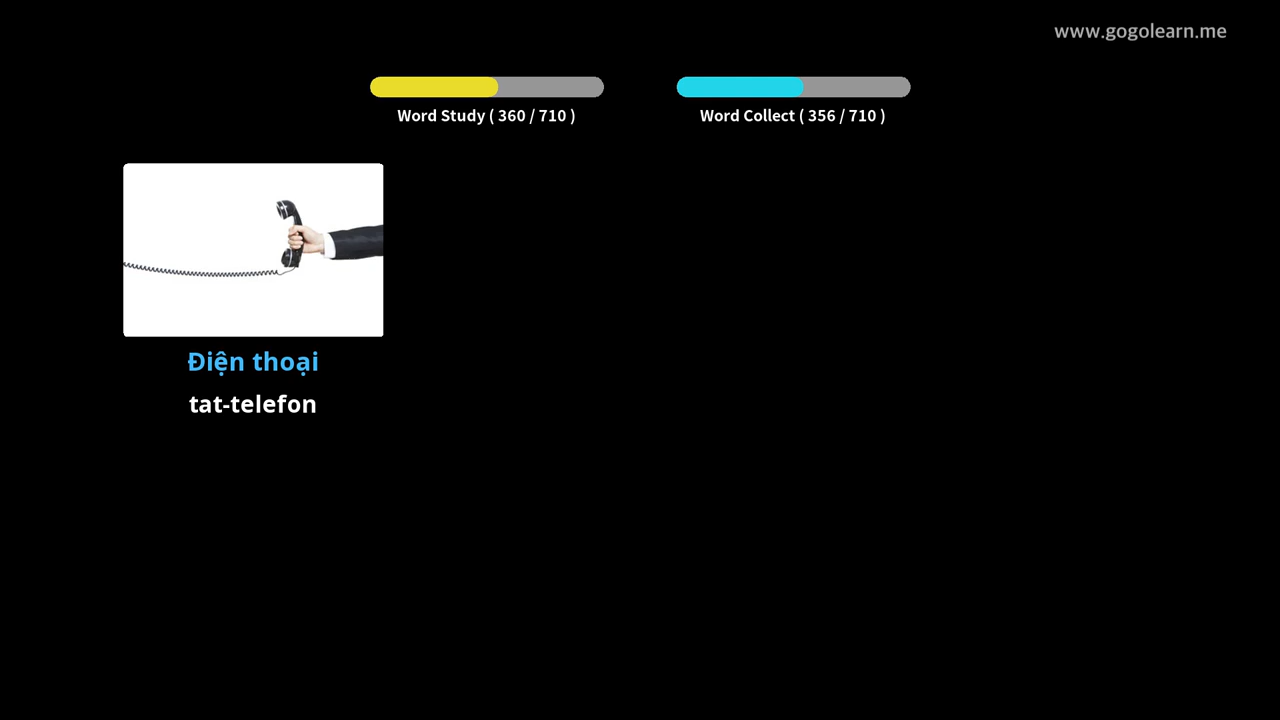 www.gogolearn.me
Word Study ( 360 / 710 )
Word Collect ( 356 / 710 )
Điện thoại
tat-telefon